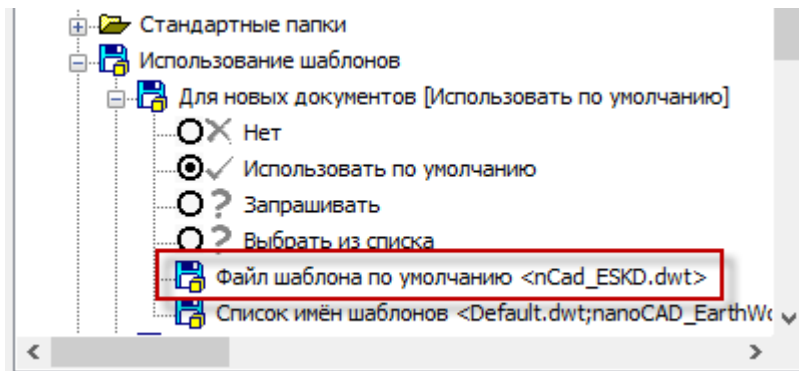 Стандартные папки
Использование шаблонов
Для новых документов [Использовать по умолчанию]
Нет
Использовать по умолчанию
Запрашивать
Выбрать из списка
Файл шаблона по умолчанию <nCad_ESKD.dwt>
Список имён шаблонов <Default.dwt;nanoCAD_EarthWo